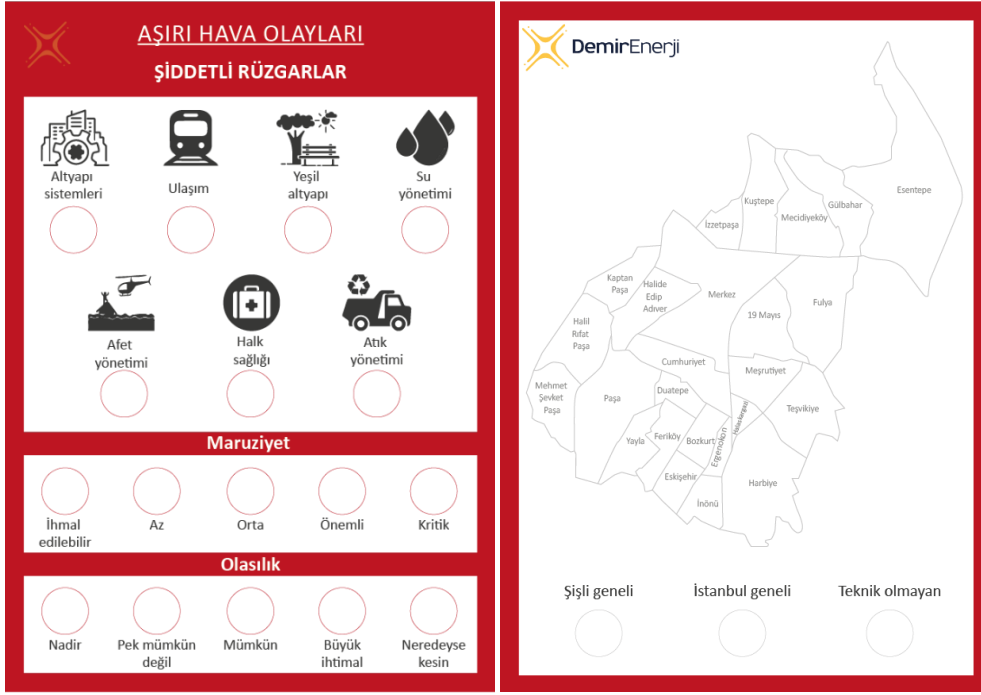 AŞIRI HAVA OLAYLARI
ŞİDDETLİ RÜZGARLAR
Altyapı
sistemleri
Ulaşım
Yeşil
altyapı
Su
yönetimi
Afet
yönetimi
Halk
sağlığı
Atık
yönetimi
Maruziyet
İhmal
edilebilir
Az
Orta
Önemli
Kritik
Olasılık
Nadir
Pek mümkün
değil
Mümkün
Büyük
ihtimal
Neredeyse
kesin
DemirEnerji
Esentepe
Kuştepe
Gülbahar
Mecidiyeköy
İzzetpaşa
Kaptan
Paşa
Halide
Edip
Adıver
Merkez
Fulya
19 Mayıs
Halil
Rıfat
Paşa
Cumhuriyet
Meşrutiyet
Mehmet
Şevket
Paşa
Paşa
Duatepe
Teşvikiye
Halaskargazi
Yayla
Feriköy
Bozkurt
Ergenokon
Eskişehir
Harbiye
İnönü
Şişli geneli
İstanbul geneli
Teknik olmayan